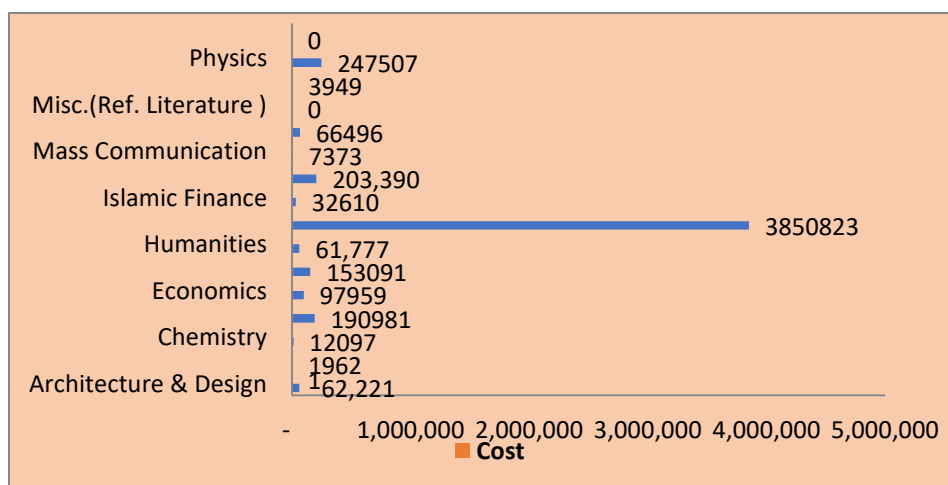 0
Physics 247507
3949
Misc.(Ref. Literature ) 0
66496
Mass Communication 7373
203,390
Islamic Finance 32610
3850823
Humanities 61,777
153091
Economics 97959
190981
Chemistry 12097
1962
1
Architecture & Design 62,221
- 1,000,000 2,000,000 3,000,000 4,000,000 5,000,000
Cost